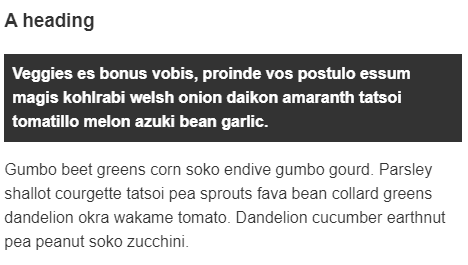 A heading
Veggies es bonus vobis, proinde vos postulo essum
magis kohlrabi welsh onion daikon amaranth tatsoi
tomatillo melon azuki bean garlic.
Gumbo beet greens corn soko endive gumbo gourd. Parsley
shallot courgette tatsoi pea sprouts fava bean collard greens
dandelion okra wakame tomato. Dandelion cucumber earthnut
pea peanut soko zucchini.